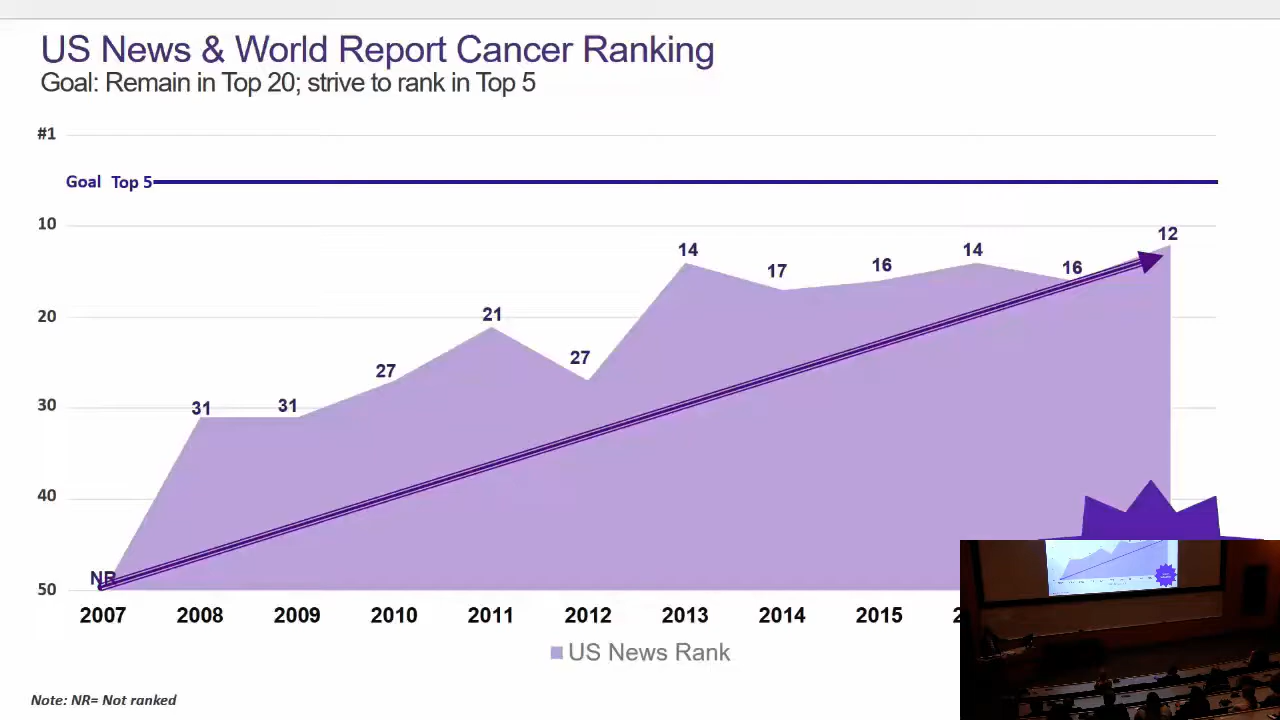 US News & World Report Cancer Ranking
Goal: Remain in Top 20; strive to rank in Top 5
#1
Goal Top 5
10
12
14
14
17
16
16
20
21
27
27
30
31
31
40
NR
50
2007 2008 2009 2010 2011 2012 2013 2014 2015
US News Rank
Note: NR= Not ranked